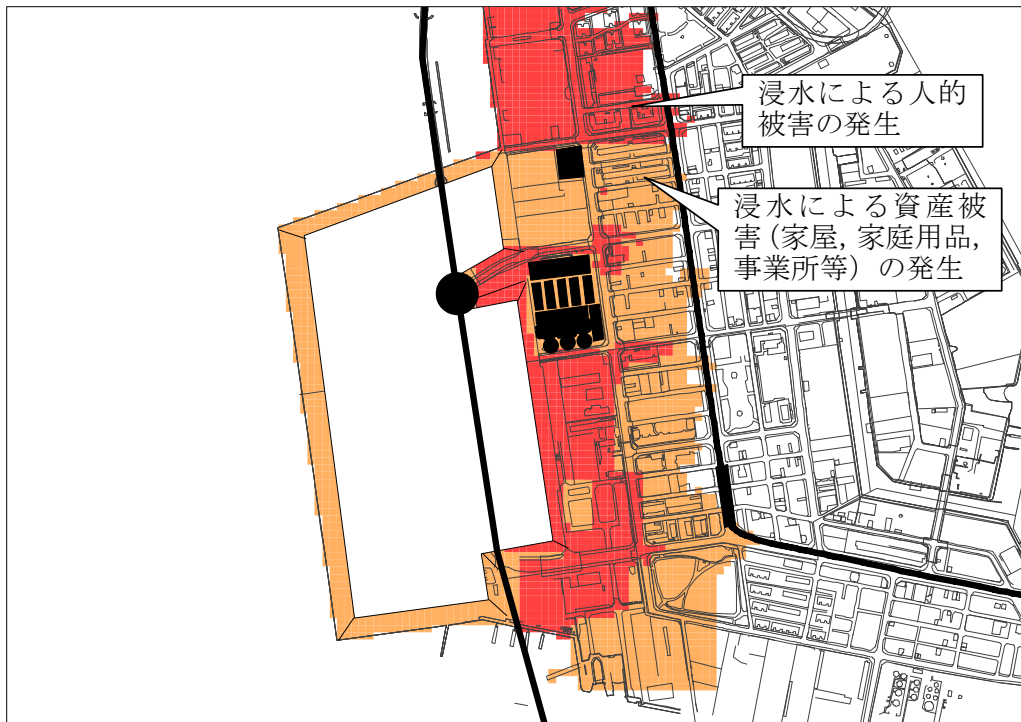 浸水による人的
被害の発生
浸水による資産被
害(家屋,家庭用品,
事業所等)の発生